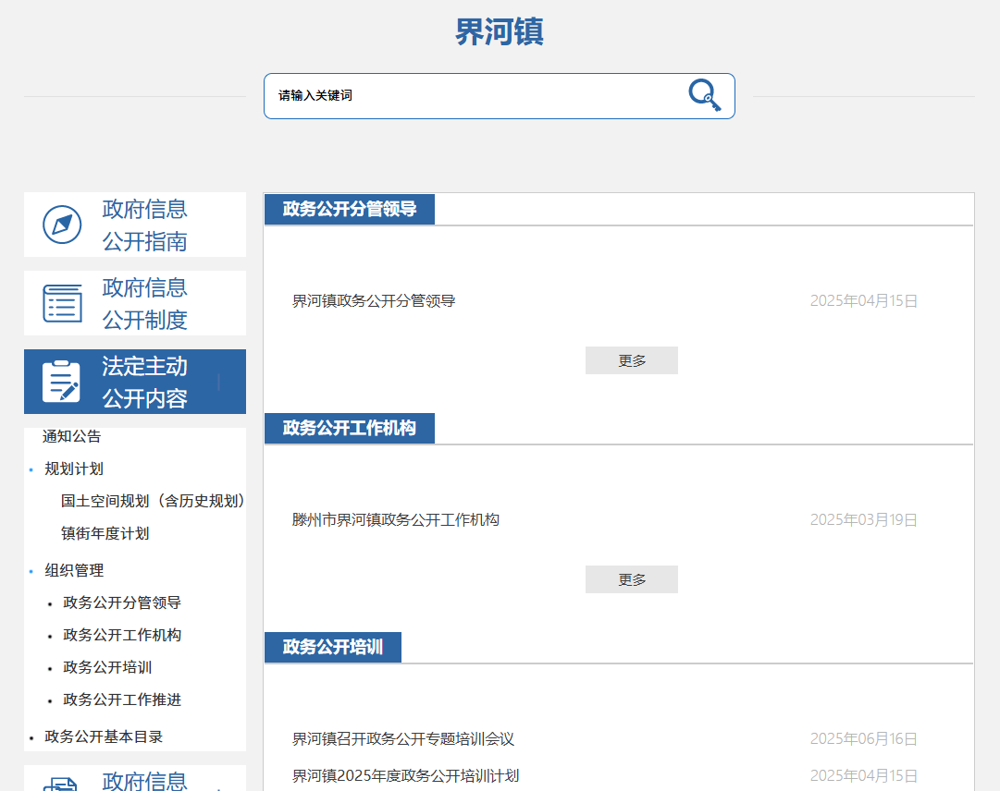 界河镇
请输入关键词
政府信息
公开指南
政府信息
公开制度
法定主动
公开内容
通知公告
规划计划
国土空间规划（含历史规划）
镇街年度计划
组织管理
政务公开分管领导
政务公开工作机构
政务公开培训
政务公开工作推进
政务公开基本目录
政府信息
政务公开分管领导
界河镇政务公开分管领导 2025年04月15日
更多
政务公开工作机构
滕州市界河镇政务公开工作机构 2025年03月19日
更多
政务公开培训
界河镇召开政务公开专题培训会议 2025年06月16日
界河镇2025年度政务公开培训计划 2025年04月15日